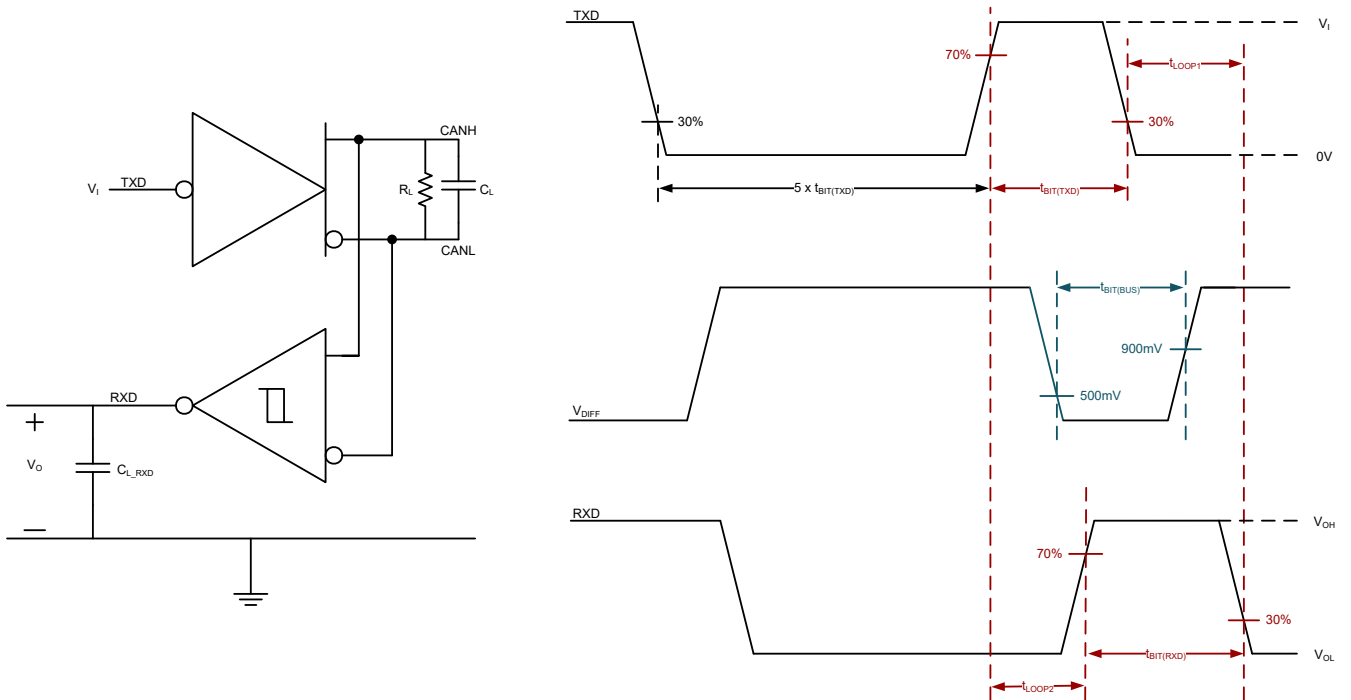 CANH
V_I TXD
R_L C_L
CANL
RXD
+
V_O C_L_RXD
—
TXD
V_I
70%
t_LOOP1
30% 30%
0V
5 x t_BIT(TXD) t_BIT(TXD)
t_BIT(BUS)
900mV
500mV
V_DIFF
RXD
V_OH
70%
30%
t_BIT(RXD)
V_OL
t_LOOP2